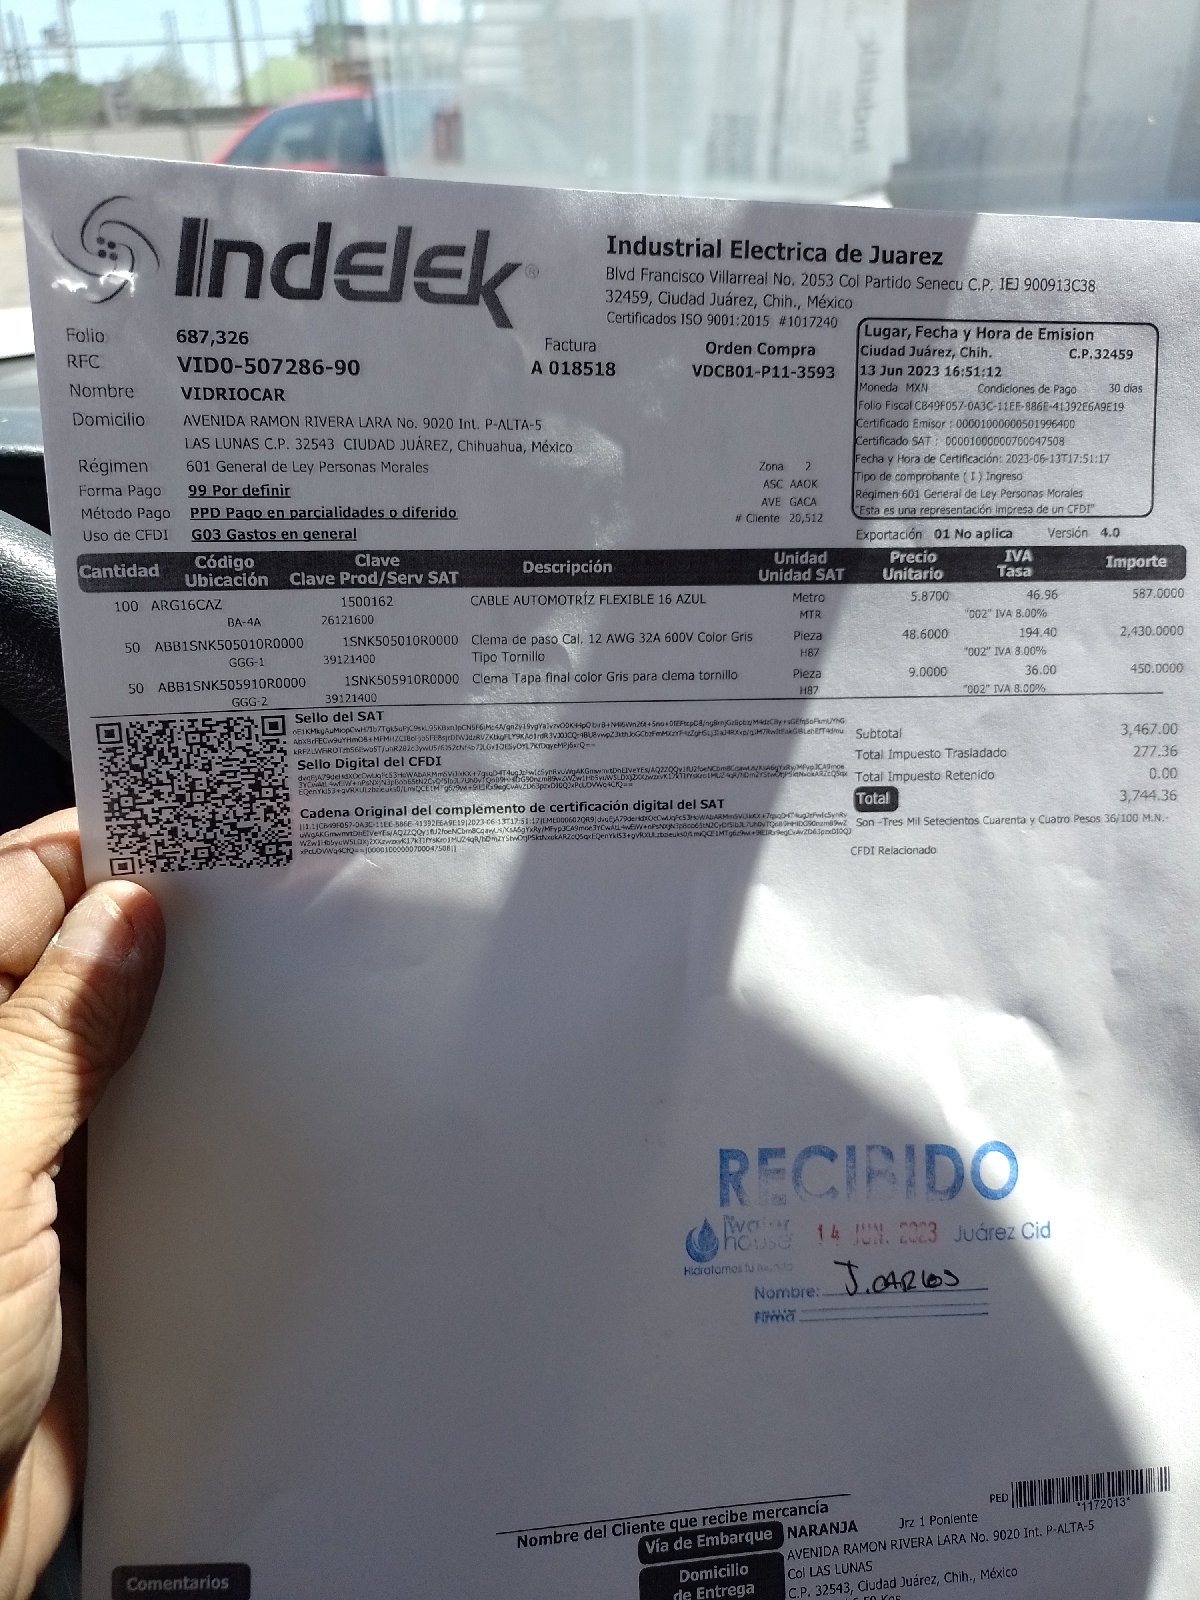 Indelek®
Industrial Electrica de Juarez
Blvd Francisco Villarreal No. 2053 Col Partido Senecu C.P. IEJ 900913C38
32459, Ciudad Juárez, Chih., México
Certificados ISO 9001:2015 #1017240
Folio 687,326
RFC VID0-507286-90
Nombre VIDRIOCAR
Domicilio AVENIDA RAMON RIVERA LARA No. 9020 Int. P-ALTA-5
LAS LUNAS C.P. 32543 CIUDAD JUÁREZ, Chihuahua, México
Régimen 601 General de Ley Personas Morales
Forma Pago 99 Por definir
Método Pago PPD Pago en parcialidades o diferido
Uso de CFDI G03 Gastos en general
Factura
A 018518
Orden Compra
VDCB01-P11-3593
Zona 2
ASC AAOK
AVE GACA
# Cliente 20,512
Lugar, Fecha y Hora de Emision
Ciudad Juárez, Chih. C.P.32459
13 Jun 2023 16:51:12
Moneda MXN Condiciones de Pago 30 días
Folio Fiscal CB49F057-0A3C-11EE-886E-41392E6A9E19
Certificado Emisor : 00001000000501996400
Certificado SAT : 00001000000700047508
Fecha y Hora de Certificación: 2023-06-13T17:51:17
Tipo de comprobante ( I ) Ingreso
Régimen 601 General de Ley Personas Morales
"Esta es una representación impresa de un CFDI"
Exportación 01 No aplica Versión 4.0
Cantidad Código Ubicación Clave Clave Prod/Serv SAT Descripción Unidad Unidad SAT Precio Unitario IVA Tasa Importe
100 ARG16CAZ 1500162 CABLE AUTOMOTRÍZ FLEXIBLE 16 AZUL Metro 5.8700 46.96 587.0000
BA-4A 26121600 MTR "002" IVA 8.00%
50 ABB1SNK505010R0000 1SNK505010R0000 Clema de paso Cal. 12 AWG 32A 600V Color Gris Pieza 48.6000 194.40 2,430.0000
GGG-1 39121400 Tipo Tornillo H87 "002" IVA 8.00%
50 ABB1SNK505910R0000 1SNK505910R0000 Clema Tapa final color Gris para clema tornillo Pieza 9.0000 36.00 450.0000
GGG-2 39121400 H87 "002" IVA 8.00%
Sello del SAT
Sello Digital del CFDI
Cadena Original del complemento de certificación digital del SAT
Subtotal 3,467.00
Total Impuesto Trasladado 277.36
Total Impuesto Retenido 0.00
Total 3,744.36
Son -Tres Mil Setecientos Cuarenta y Cuatro Pesos 36/100 M.N.-
CFDI Relacionado
RECIBIDO
the water house 14 JUN. 2023 Juárez Cid
Hidratamos tu mundo
Nombre: J. CARLOS
Firma
PED
*1172013*
Nombre del Cliente que recibe mercancía
Vía de Embarque NARANJA Jrz 1 Poniente
Domicilio de Entrega AVENIDA RAMON RIVERA LARA No. 9020 Int. P-ALTA-5
Col LAS LUNAS
C.P. 32543, Ciudad Juárez, Chih., México
Comentarios